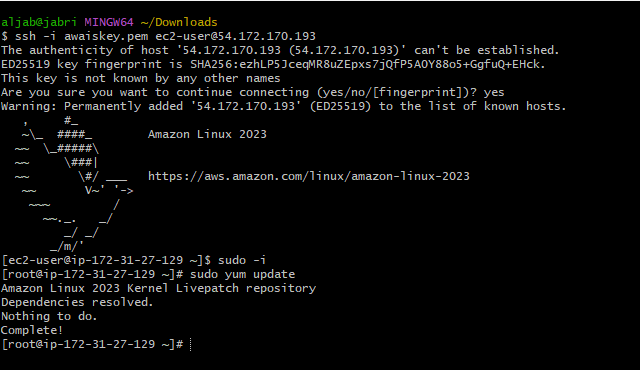 aljab@jabri MINGW64 ~/Downloads
$ ssh -i awaiskey.pem ec2-user@54.172.170.193
The authenticity of host '54.172.170.193 (54.172.170.193)' can't be established.
ED25519 key fingerprint is SHA256:ezhLP5JceqMR8uZEpxs7jQfP5AOY88o5+GgfuQ+EHck.
This key is not known by any other names
Are you sure you want to continue connecting (yes/no/[fingerprint])? yes
Warning: Permanently added '54.172.170.193' (ED25519) to the list of known hosts.
   ,     #_
   ~\_  ####_        Amazon Linux 2023
  ~~  \_#####\
  ~~     \###|
  ~~       \#/ ___   https://aws.amazon.com/linux/amazon-linux-2023
   ~~       V~' '->
    ~~~         /
      ~~._.   _/
         _/ _/
       _/m/'
[ec2-user@ip-172-31-27-129 ~]$ sudo -i
[root@ip-172-31-27-129 ~]# sudo yum update
Amazon Linux 2023 Kernel Livepatch repository
Dependencies resolved.
Nothing to do.
Complete!
[root@ip-172-31-27-129 ~]#